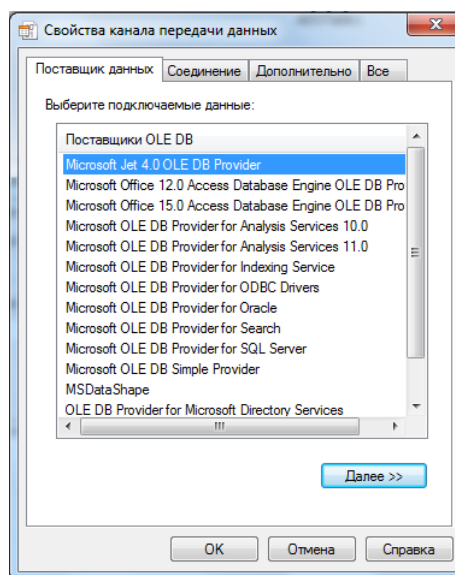 Свойства канала передачи данных
Поставщик данных Соединение Дополнительно Все
Выберите подключаемые данные:
Поставщики OLE DB
Microsoft Jet 4.0 OLE DB Provider
Microsoft Office 12.0 Access Database Engine OLE DB Pro
Microsoft Office 15.0 Access Database Engine OLE DB Pro
Microsoft OLE DB Provider for Analysis Services 10.0
Microsoft OLE DB Provider for Analysis Services 11.0
Microsoft OLE DB Provider for Indexing Service
Microsoft OLE DB Provider for ODBC Drivers
Microsoft OLE DB Provider for Oracle
Microsoft OLE DB Provider for Search
Microsoft OLE DB Provider for SQL Server
Microsoft OLE DB Simple Provider
MSDataShape
OLE DB Provider for Microsoft Directory Services
Далее >>
OK Отмена Справка